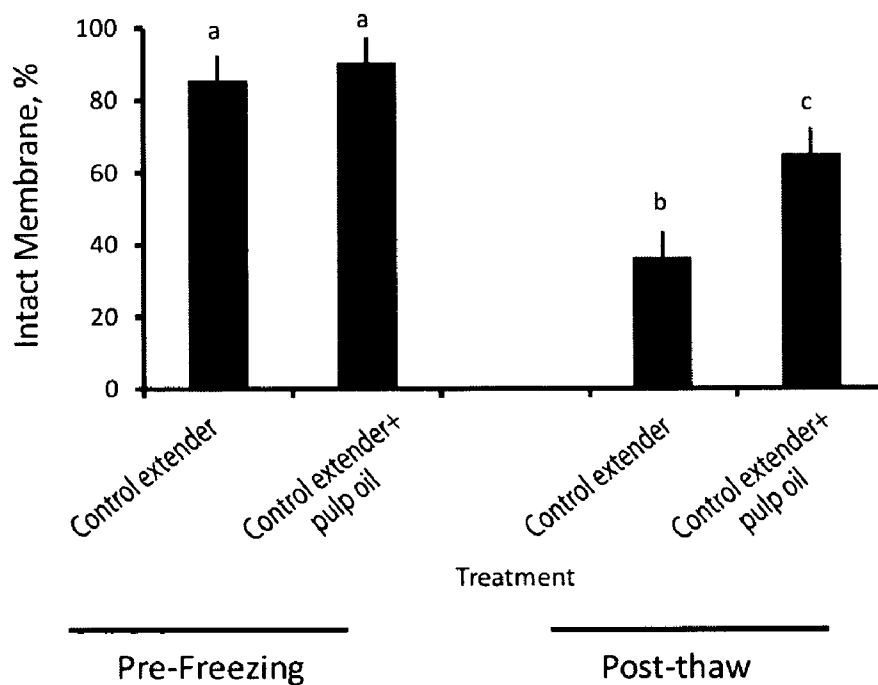 Intact Membrane, %
100
80
60
40
20
0
a
a
b
c
Control extender
Control extender+
pulp oil
Control extender
Control extender+
pulp oil
Treatment
Pre-Freezing
Post-thaw